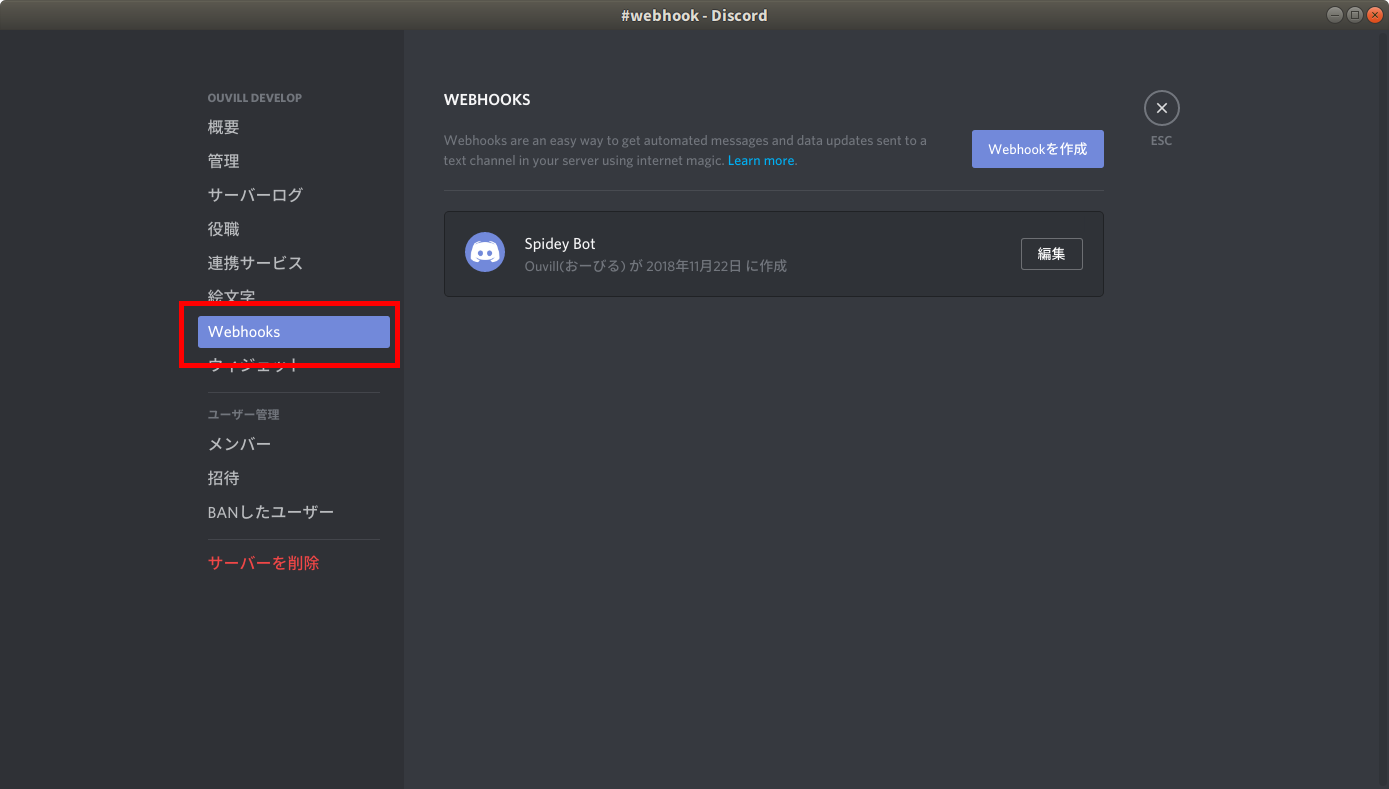 #webhook - Discord
OUVILL DEVELOP
概要
管理
サーバーログ
役職
連携サービス
絵文字
Webhooks
ウィジェット
ユーザー管理
メンバー
招待
BANしたユーザー
サーバーを削除
WEBHOOKS
Webhooks are an easy way to get automated messages and data updates sent to a
text channel in your server using internet magic. Learn more.
Webhookを作成
ESC
Spidey Bot
Ouvill(おーびる) が 2018年11月22日 に作成
編集